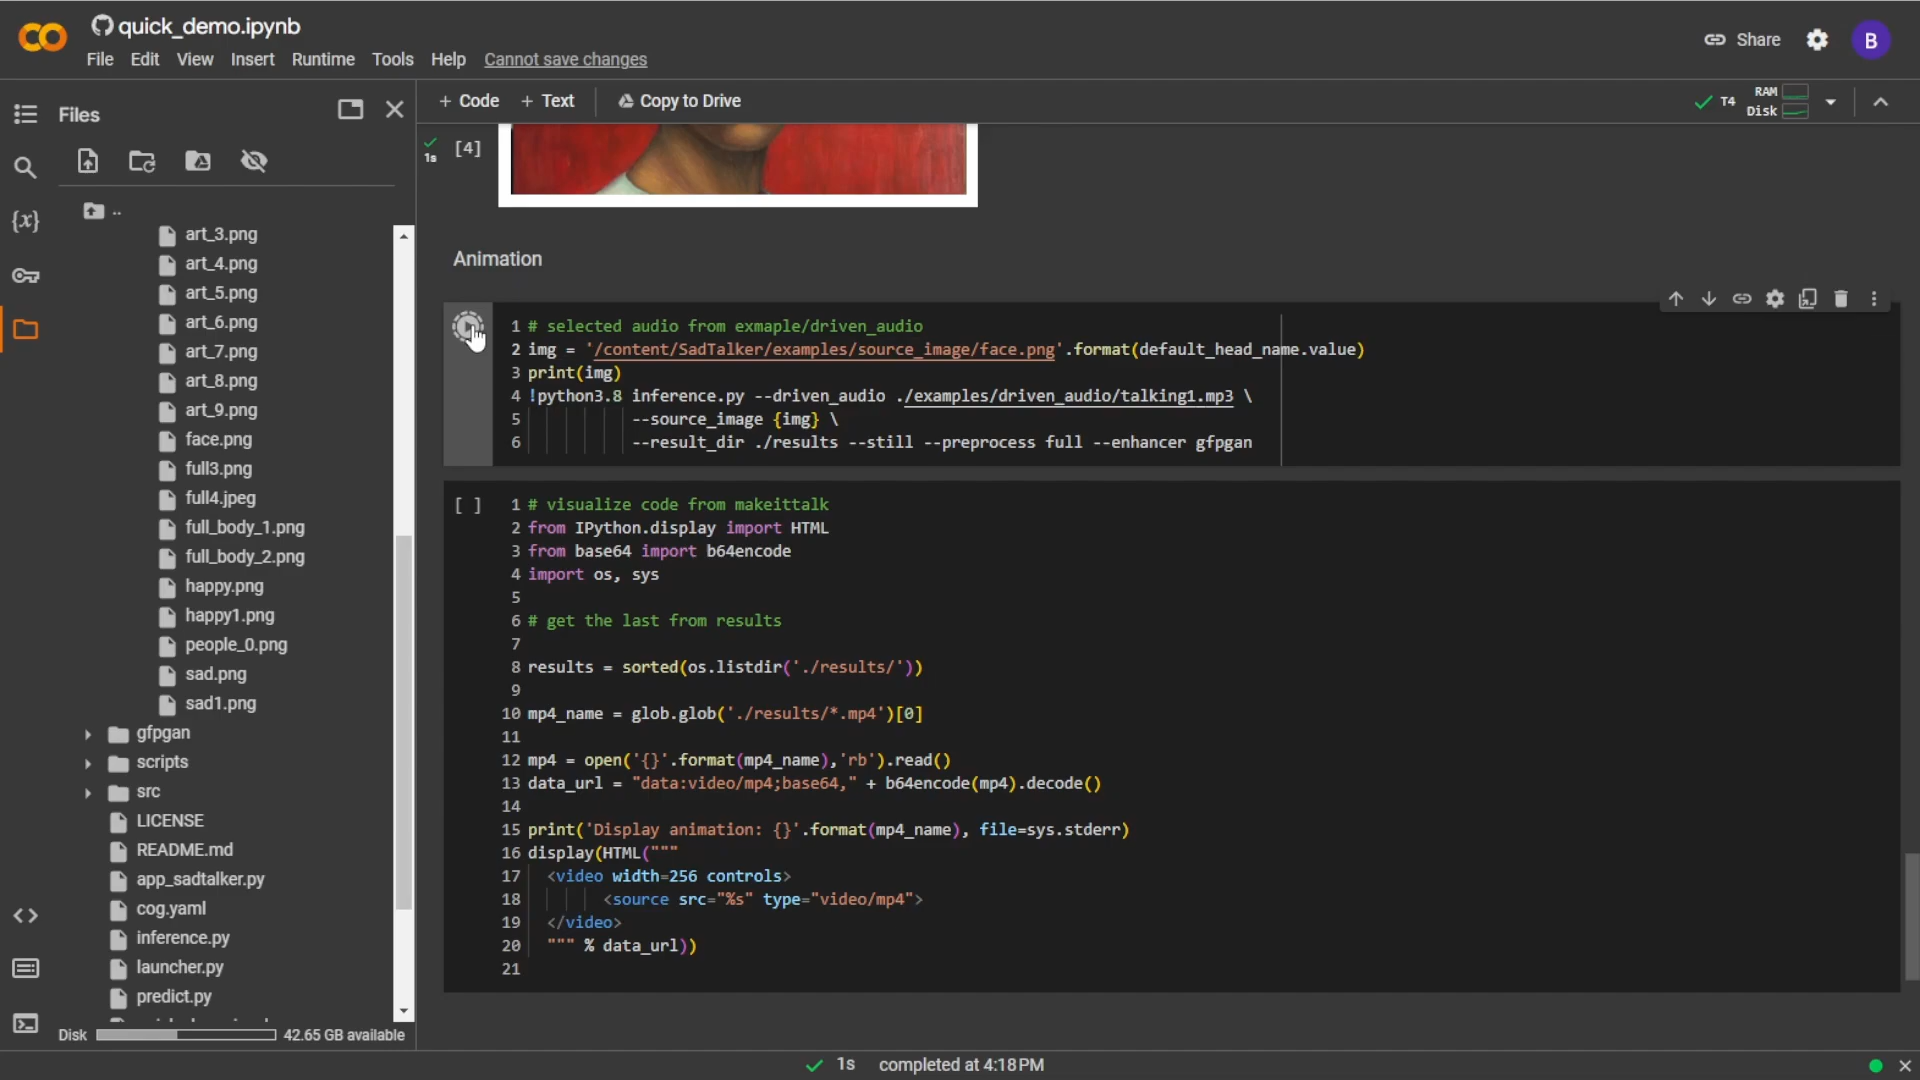 quick_demo.ipynb
File Edit View Insert Runtime Tools Help Cannot save changes
Share
B
Files
+ Code + Text Copy to Drive
T4
RAM
Disk
1s
[4]
{x}
..
art_3.png
art_4.png
art_5.png
art_6.png
art_7.png
art_8.png
art_9.png
face.png
full3.png
full4.jpeg
full_body_1.png
full_body_2.png
happy.png
happy1.png
people_0.png
sad.png
sad1.png
gfpgan
scripts
src
LICENSE
README.md
app_sadtalker.py
cog.yaml
inference.py
launcher.py
predict.py
Disk 42.65 GB available
Animation
1 # selected audio from exmaple/driven_audio
2 img = '/content/SadTalker/examples/source_image/face.png'.format(default_head_name.value)
3 print(img)
4 !python3.8 inference.py --driven_audio ./examples/driven_audio/talking1.mp3 \
5 --source_image {img} \
6 --result_dir ./results --still --preprocess full --enhancer gfpgan
[ ]
1 # visualize code from makeittalk
2 from IPython.display import HTML
3 from base64 import b64encode
4 import os, sys
5
6 # get the last from results
7
8 results = sorted(os.listdir('./results/'))
9
10 mp4_name = glob.glob('./results/*.mp4')[0]
11
12 mp4 = open('{}'.format(mp4_name),'rb').read()
13 data_url = "data:video/mp4;base64," + b64encode(mp4).decode()
14
15 print('Display animation: {}'.format(mp4_name), file=sys.stderr)
16 display(HTML("""
17 <video width=256 controls>
18 <source src="%s" type="video/mp4">
19 </video>
20 """ % data_url))
21
1s completed at 4:18 PM